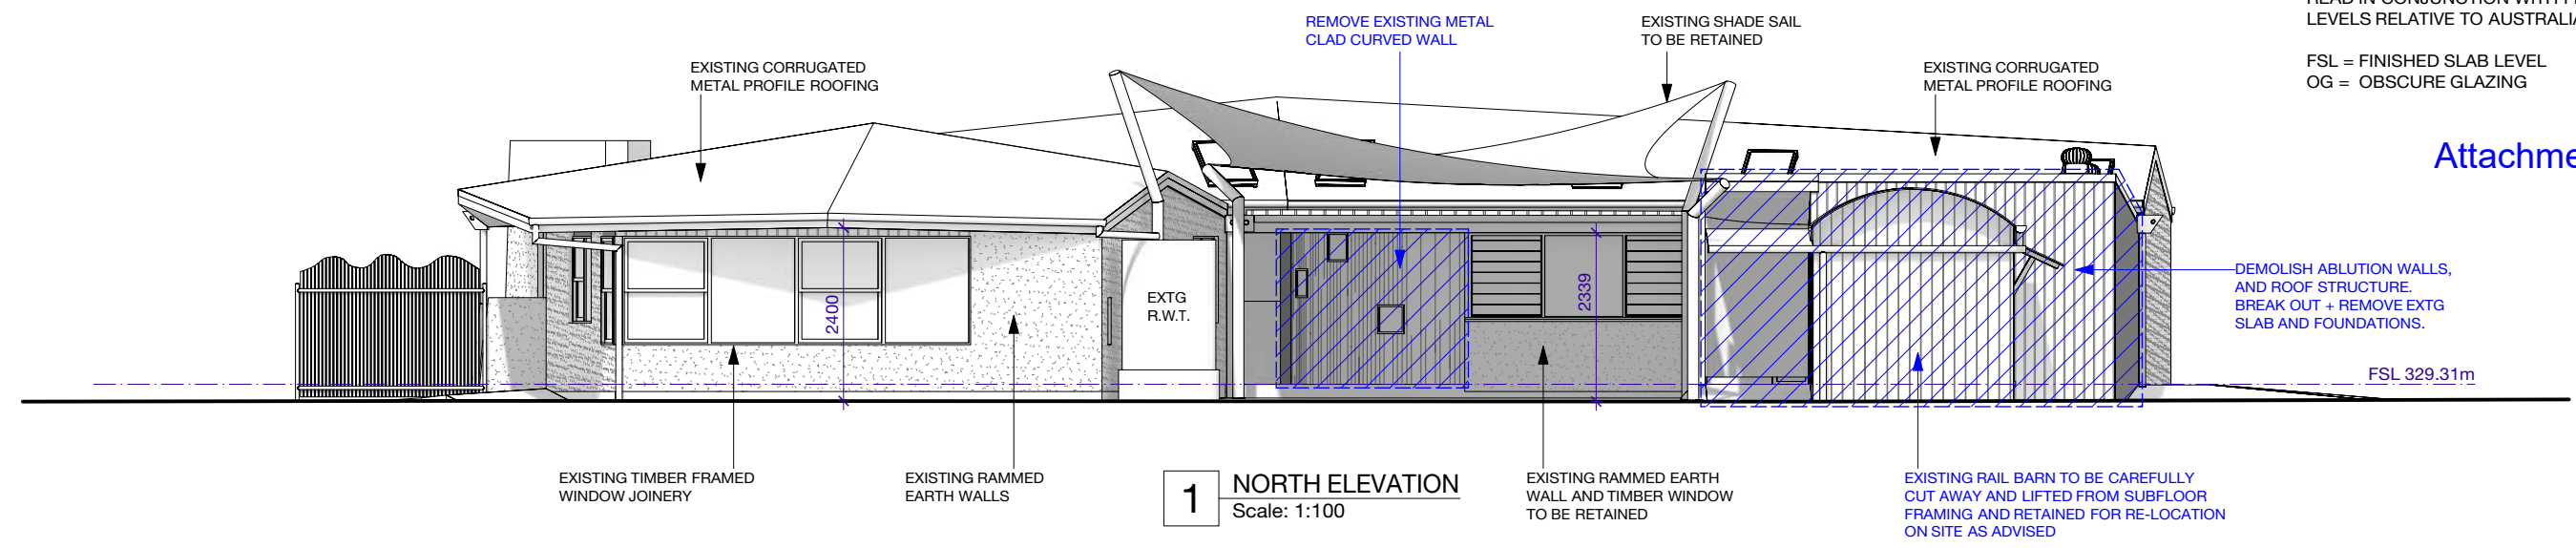 LEVELS RELATIVE TO AUSTRALIA
FSL = FINISHED SLAB LEVEL
OG = OBSCURE GLAZING
REMOVE EXISTING METAL
CLAD CURVED WALL
EXISTING SHADE SAIL
TO BE RETAINED
EXISTING CORRUGATED
METAL PROFILE ROOFING
EXISTING CORRUGATED
METAL PROFILE ROOFING
Attachme
2400
EXTG
R.W.T.
2339
DEMOLISH ABLUTION WALLS,
AND ROOF STRUCTURE.
BREAK OUT + REMOVE EXTG
SLAB AND FOUNDATIONS.
FSL 329.31m
EXISTING TIMBER FRAMED
WINDOW JOINERY
EXISTING RAMMED
EARTH WALLS
1
NORTH ELEVATION
Scale: 1:100
EXISTING RAMMED EARTH
WALL AND TIMBER WINDOW
TO BE RETAINED
EXISTING RAIL BARN TO BE CAREFULLY
CUT AWAY AND LIFTED FROM SUBFLOOR
FRAMING AND RETAINED FOR RE-LOCATION
ON SITE AS ADVISED